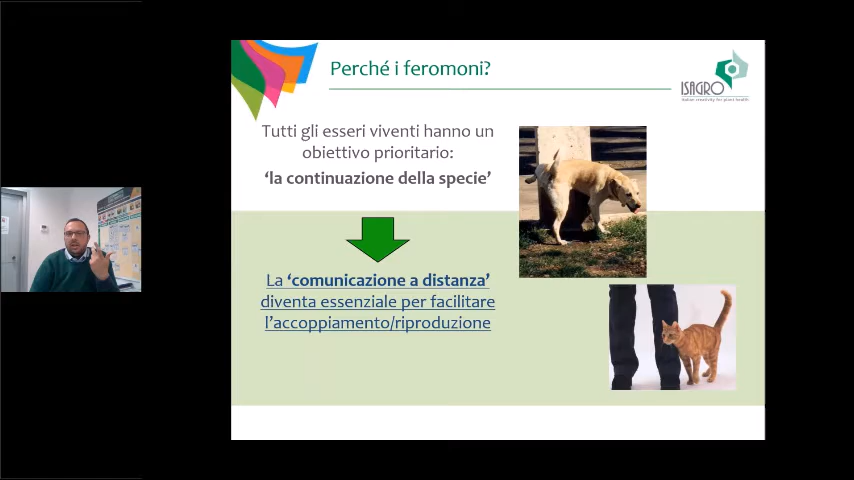 Perché i feromoni?
ISAGRO
Italian creativity for plant health
Tutti gli esseri viventi hanno un
obiettivo prioritario:
‘la continuazione della specie’
La ‘comunicazione a distanza’
diventa essenziale per facilitare
l’accoppiamento/riproduzione